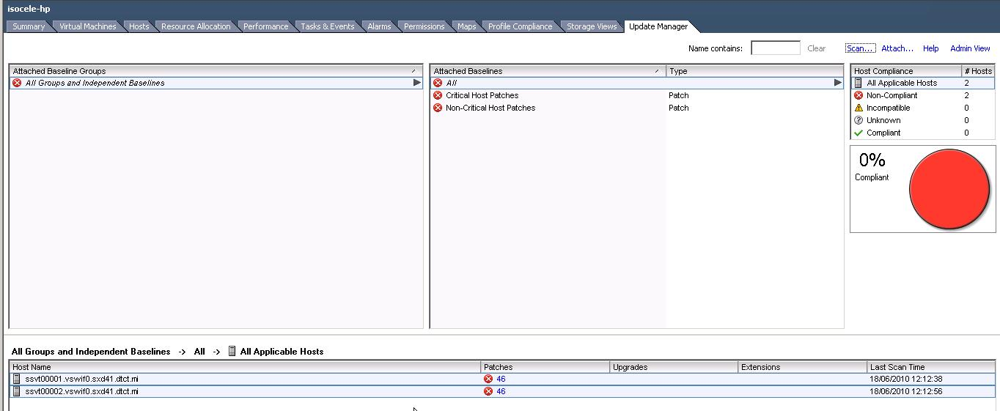 isocele-hp
Summary Virtual Machines Hosts Resource Allocation Performance Tasks & Events Alarms Permissions Maps Profile Compliance Storage Views Update Manager
Name contains: Clear Scan... Attach... Help Admin View
Attached Baseline Groups
All Groups and Independent Baselines
Attached Baselines Type
All
Critical Host Patches Patch
Non-Critical Host Patches Patch
Host Compliance # Hosts
All Applicable Hosts 2
Non-Compliant 2
Incompatible 0
Unknown 0
Compliant 0
0%
Compliant
All Groups and Independent Baselines -> All -> All Applicable Hosts
Host Name Patches Upgrades Extensions Last Scan Time
ssvt00001.vswif0.sxd41.dtct.mi 46 18/06/2010 12:12:38
ssvt00002.vswif0.sxd41.dtct.mi 46 18/06/2010 12:12:56